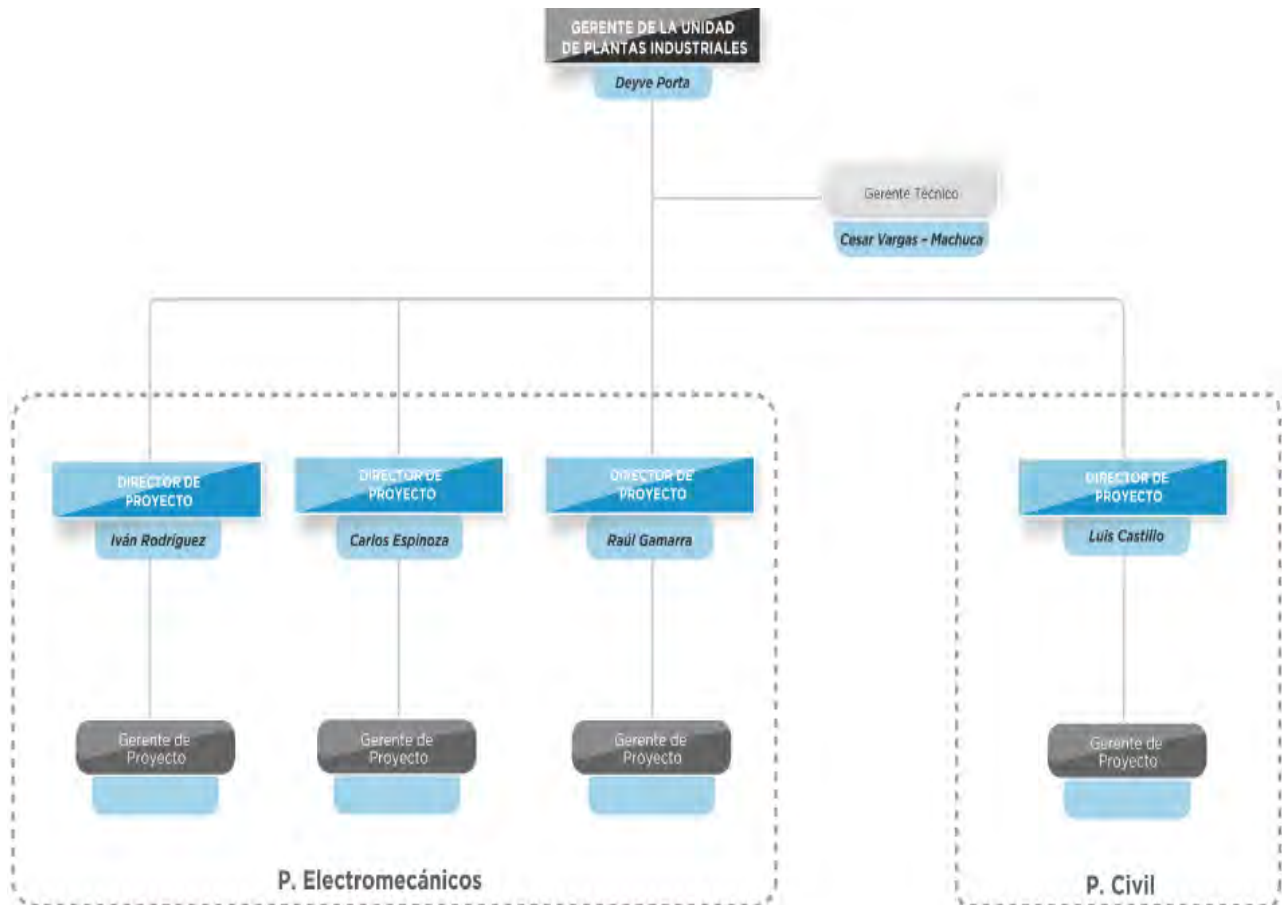 GERENTE DE LA UNIDAD
DE PLANTAS INDUSTRIALES
Deyve Porta
Gerente Técnico
Cesar Vargas – Machuca
DIRECTOR DE
PROYECTO
Iván Rodríguez
DIRECTOR DE
PROYECTO
Carlos Espinoza
DIRECTOR DE
PROYECTO
Raúl Gamarra
DIRECTOR DE
PROYECTO
Luis Castillo
Gerente de
Proyecto
Gerente de
Proyecto
Gerente de
Proyecto
Gerente de
Proyecto
P. Electromecánicos
P. Civil